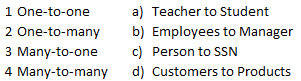 1 One-to-one a) Teacher to Student
2 One-to-many b) Employees to Manager
3 Many-to-one c) Person to SSN
4 Many-to-many d) Customers to Products